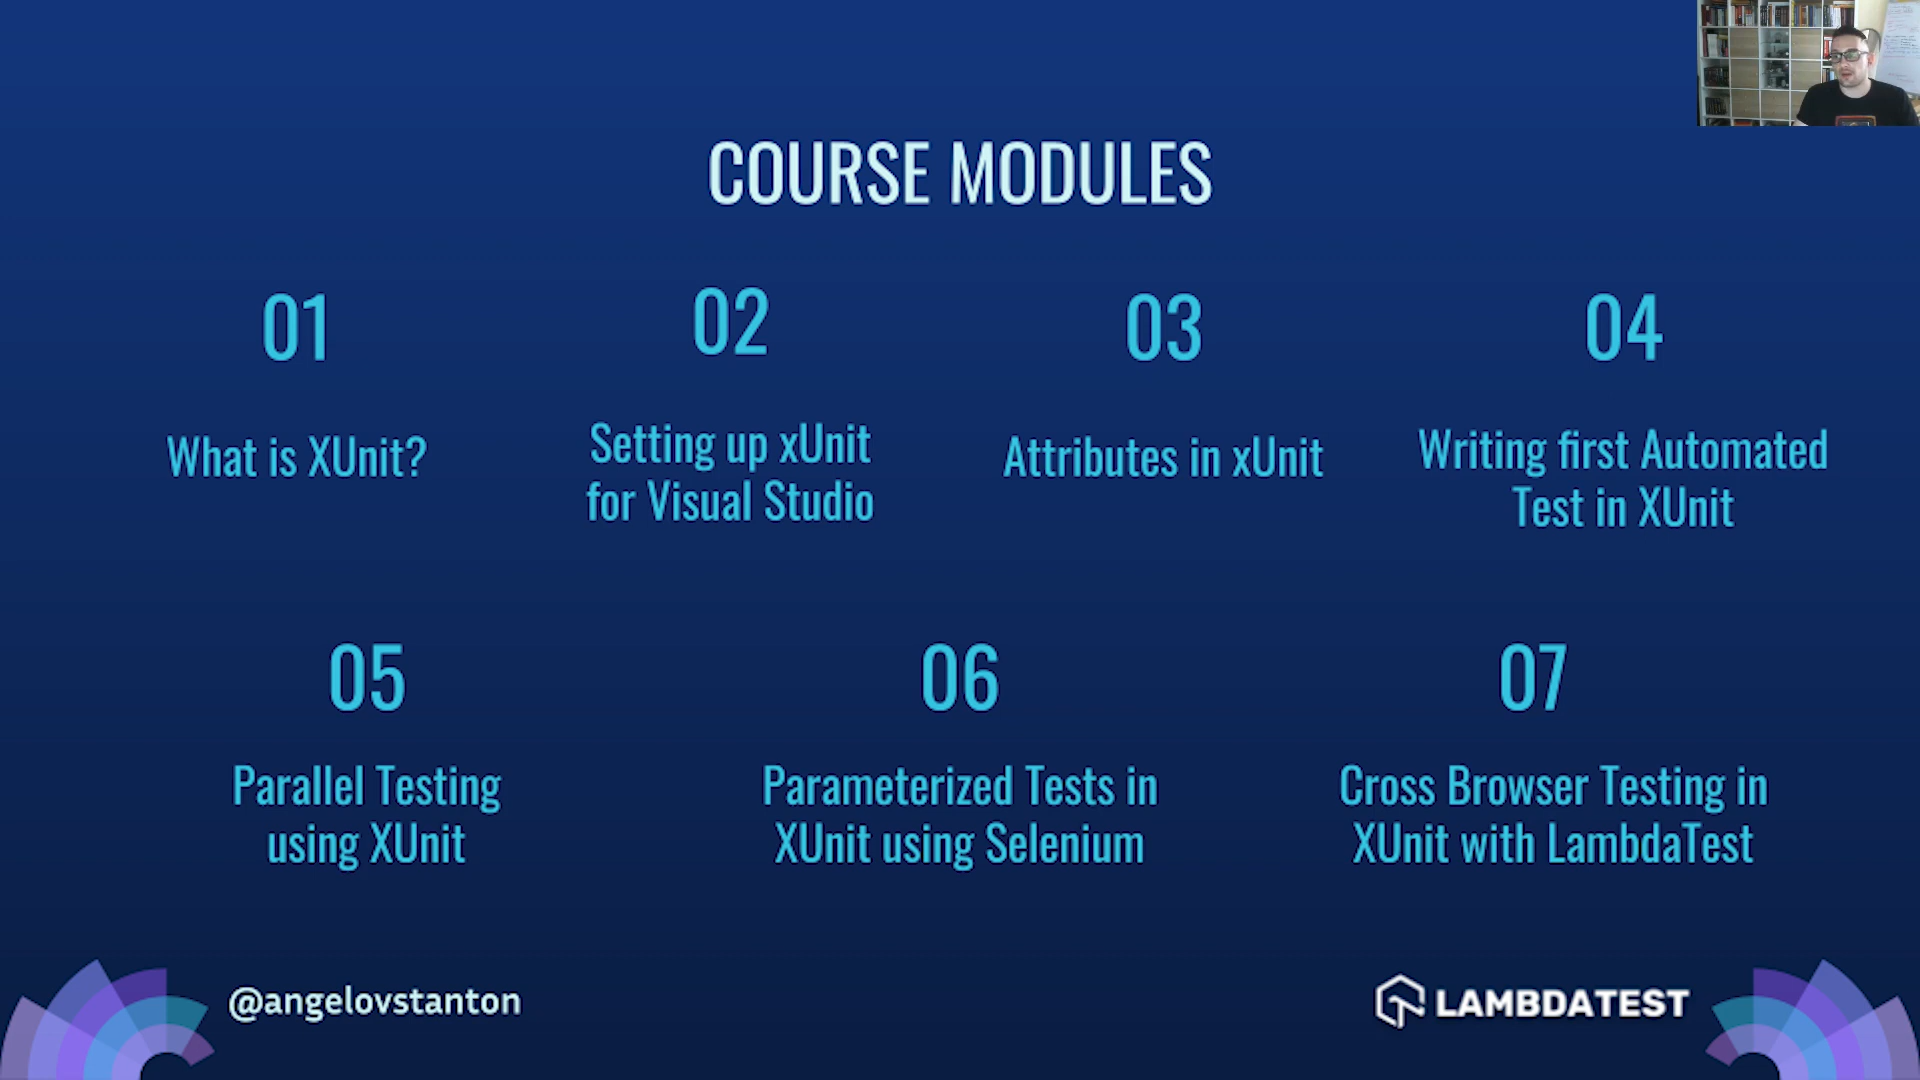 COURSE MODULES
01
What is XUnit?
02
Setting up xUnit
for Visual Studio
03
Attributes in xUnit
04
Writing first Automated
Test in XUnit
05
Parallel Testing
using XUnit
06
Parameterized Tests in
XUnit using Selenium
07
Cross Browser Testing in
XUnit with LambdaTest
@angelovstanton
LAMBDATEST